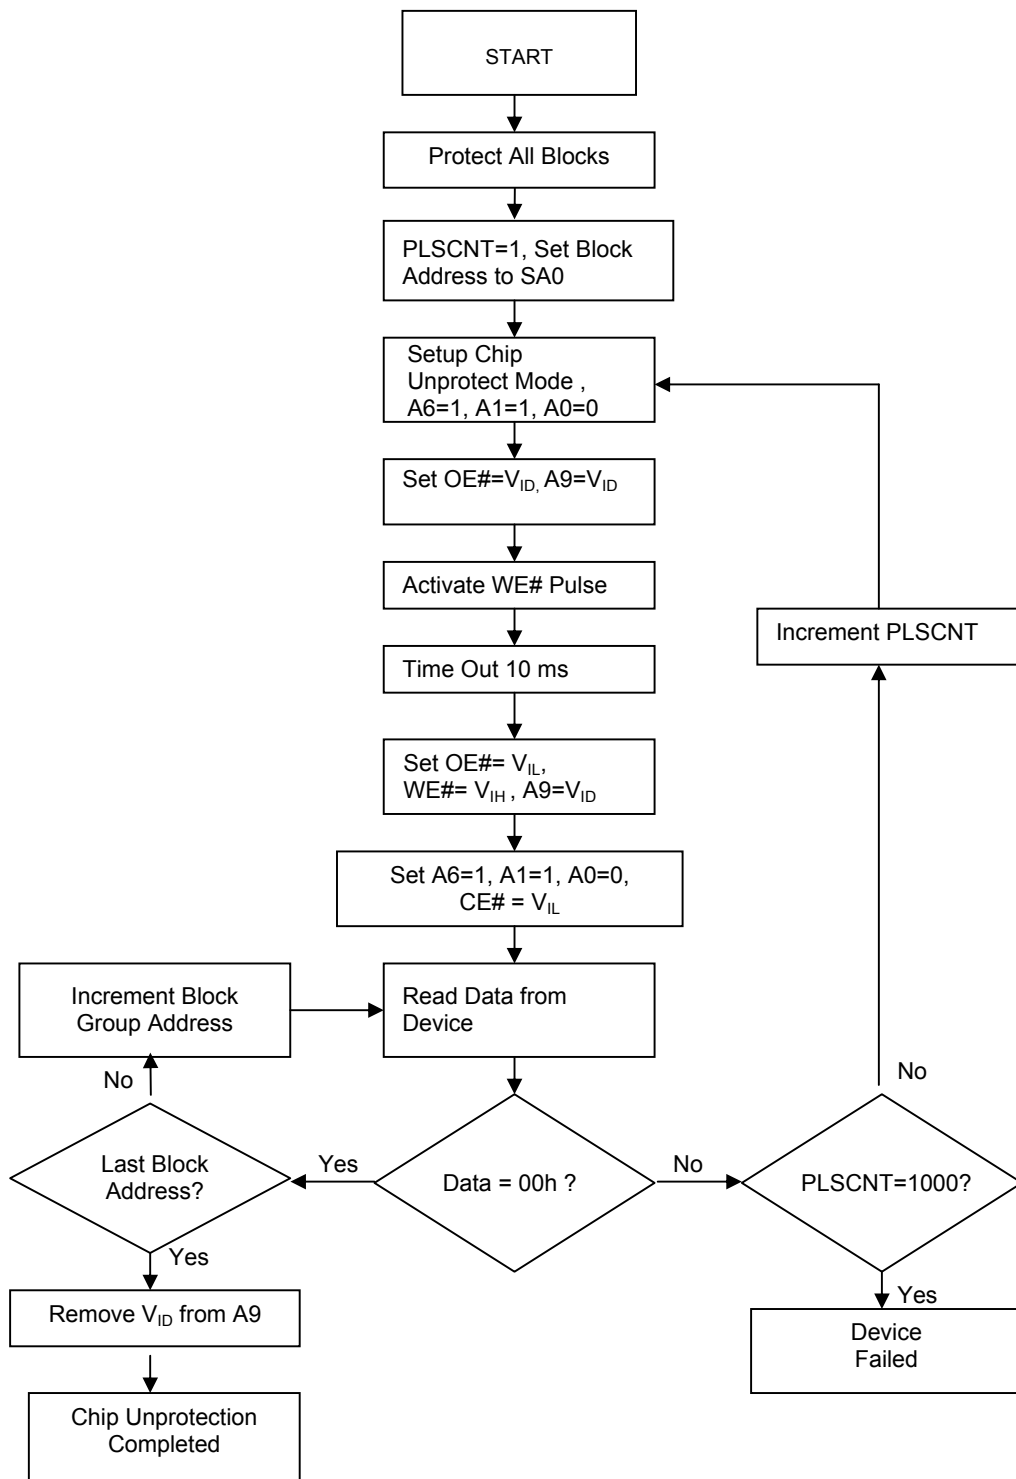 START
Protect All Blocks
PLSCNT=1, Set Block
Address to SA0
Setup Chip
Unprotect Mode ,
A6=1, A1=1, A0=0
Set OE#=VID, A9=VID
Activate WE# Pulse
Increment PLSCNT
Time Out 10 ms
Set OE#= VIL,
WE#= VIH , A9=VID
Set A6=1, A1=1, A0=0,
CE# = VIL
Increment Block
Group Address
Read Data from
Device
No
No
Last Block
Address?
Yes
Data = 00h ?
No
PLSCNT=1000?
Yes
Yes
Remove VID from A9
Device
Failed
Chip Unprotection
Completed